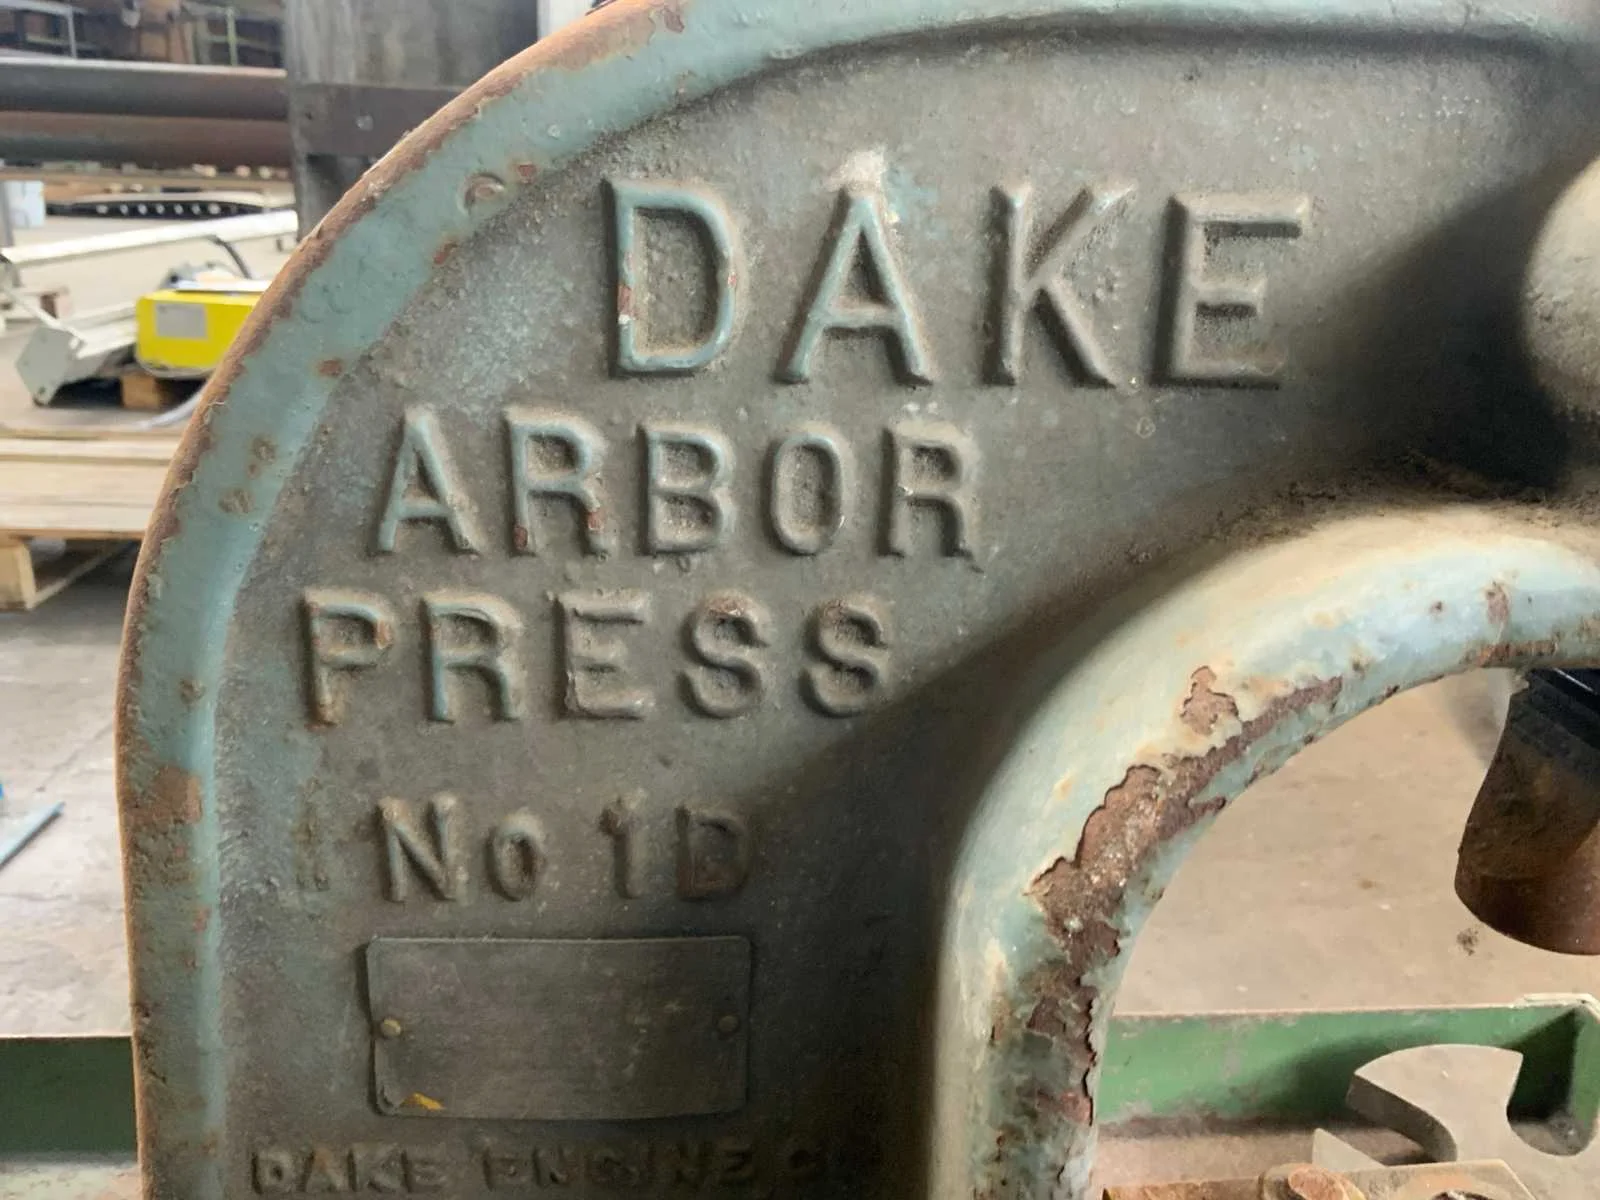 DAKE
ARBOR
PRESS
No 1D
DAKE ENGINE C